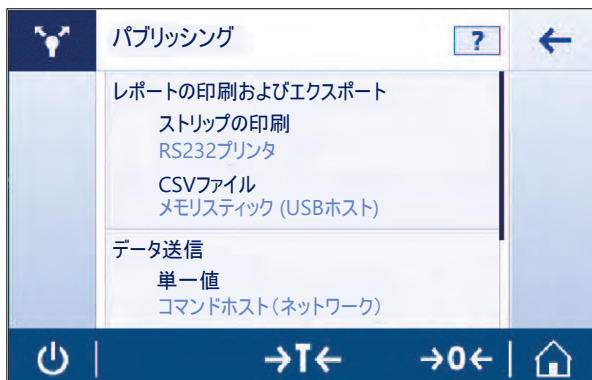 パブリッシング ?
レポートの印刷およびエクスポート
ストリップの印刷
RS232プリンタ
CSVファイル
メモリスティック (USBホスト)
データ送信
単一値
コマンドホスト（ネットワーク）
→T← →0←